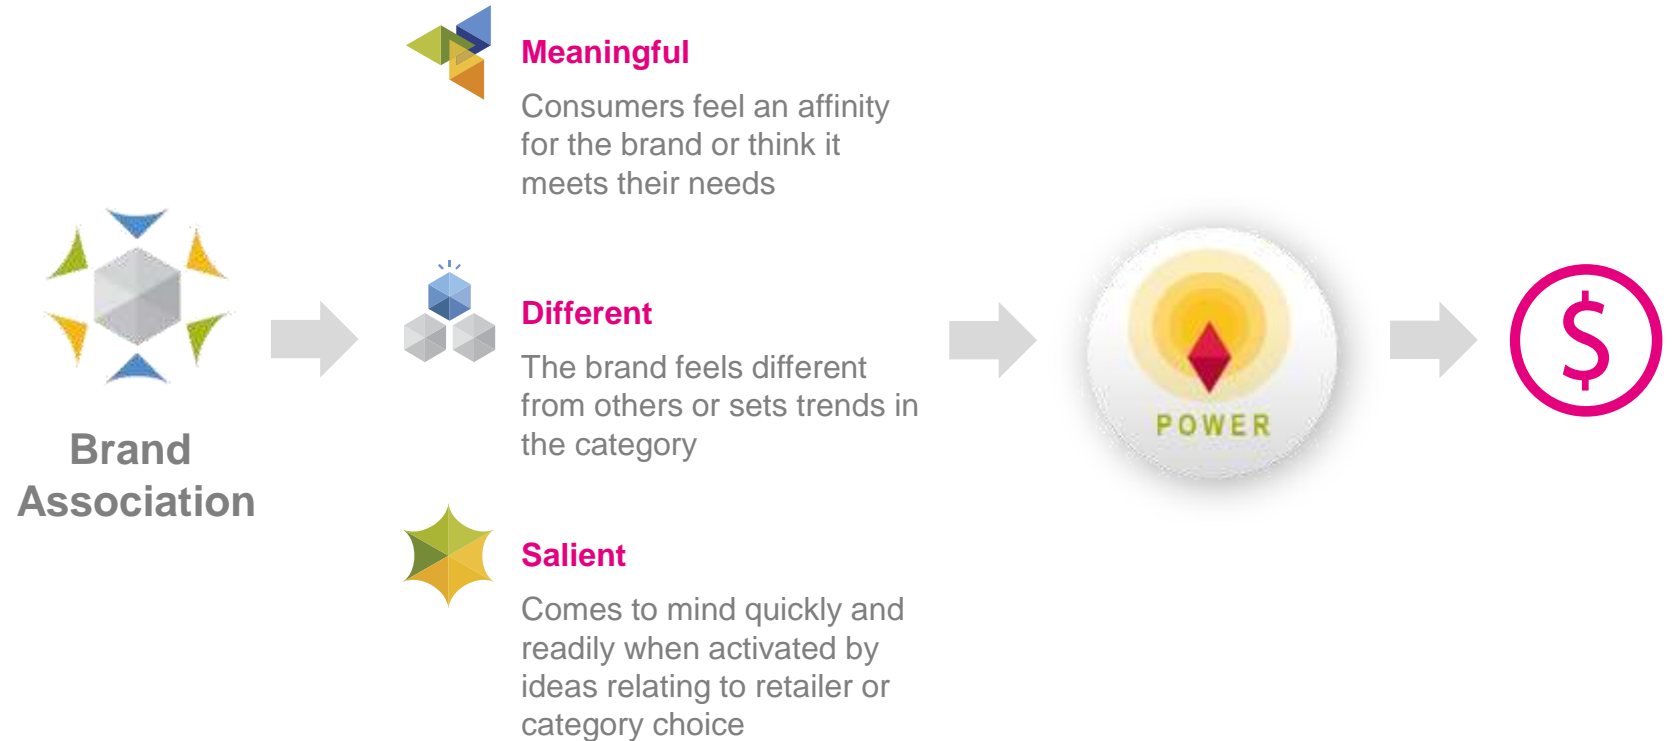 Meaningful
Consumers feel an affinity
for the brand or think it
meets their needs
Brand
Association
Different
The brand feels different
from others or sets trends in
the category
Salient
Comes to mind quickly and
readily when activated by
ideas relating to retailer or
category choice
POWER
$